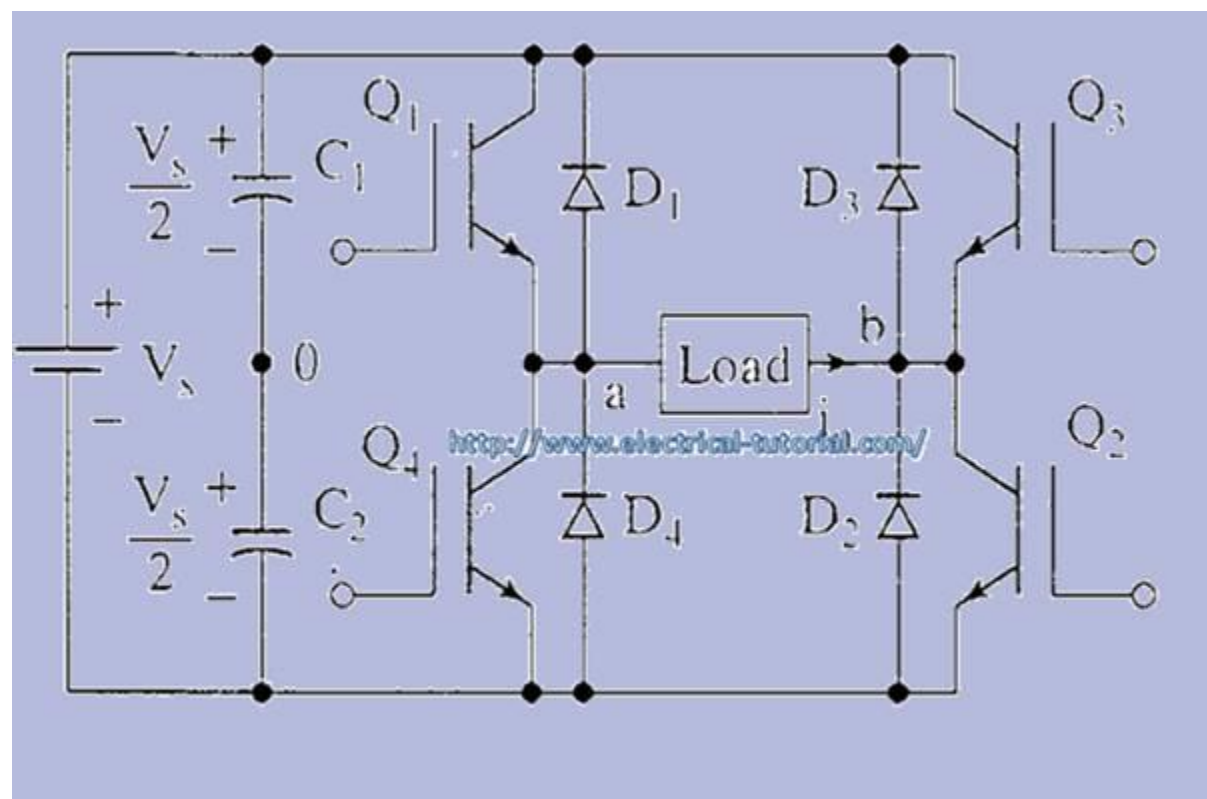 Q₁
Q₃
Vₛ
2
+
C₁
D₁
D₃
−
+
Vₛ
0
b
−
a
Load
i
http://www.electrical-tutorial.com/
Q₄
Q₂
Vₛ
2
+
C₂
D₄
D₂
−